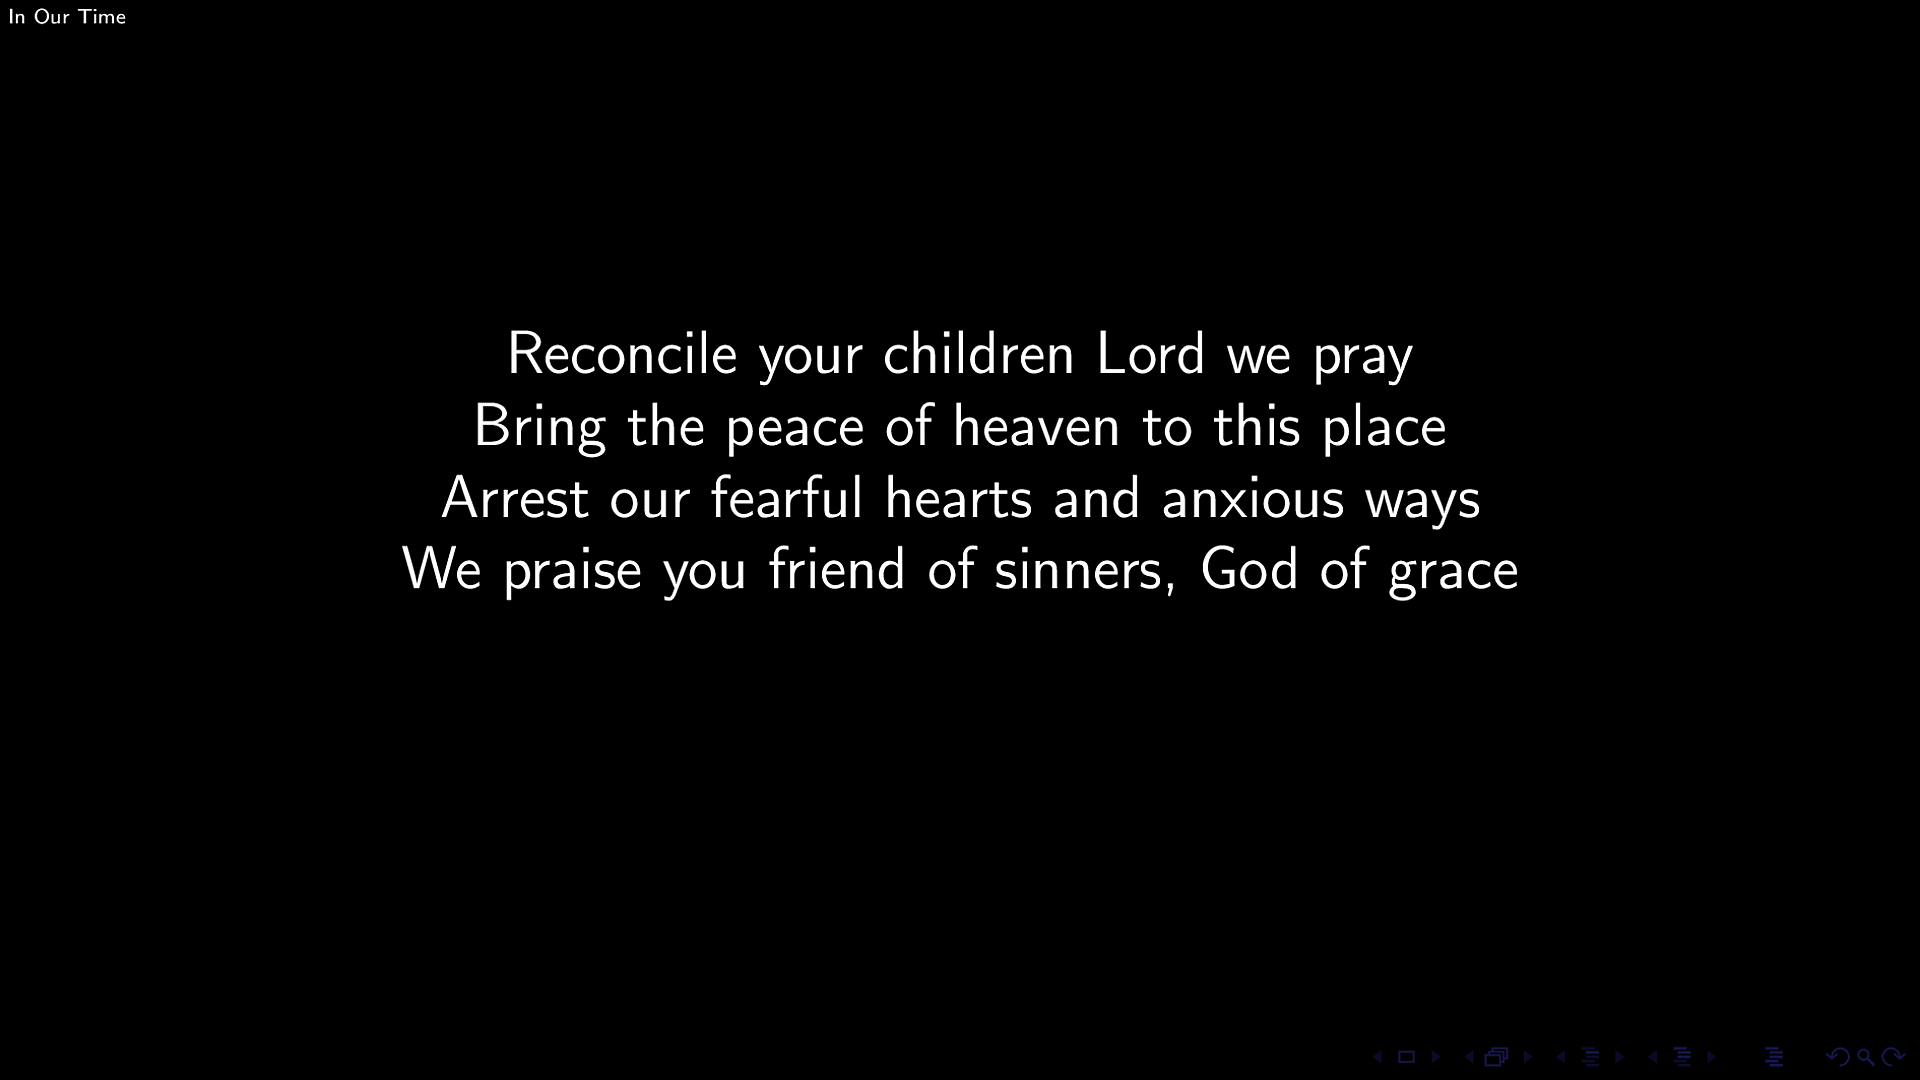 In Our Time
Reconcile your children Lord we pray
Bring the peace of heaven to this place
Arrest our fearful hearts and anxious ways
We praise you friend of sinners, God of grace